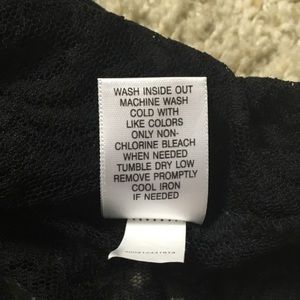 WASH INSIDE OUT
MACHINE WASH
COLD WITH
LIKE COLORS
ONLY NON-
CHLORINE BLEACH
WHEN NEEDED
TUMBLE DRY LOW
REMOVE PROMPTLY
COOL IRON
IF NEEDED